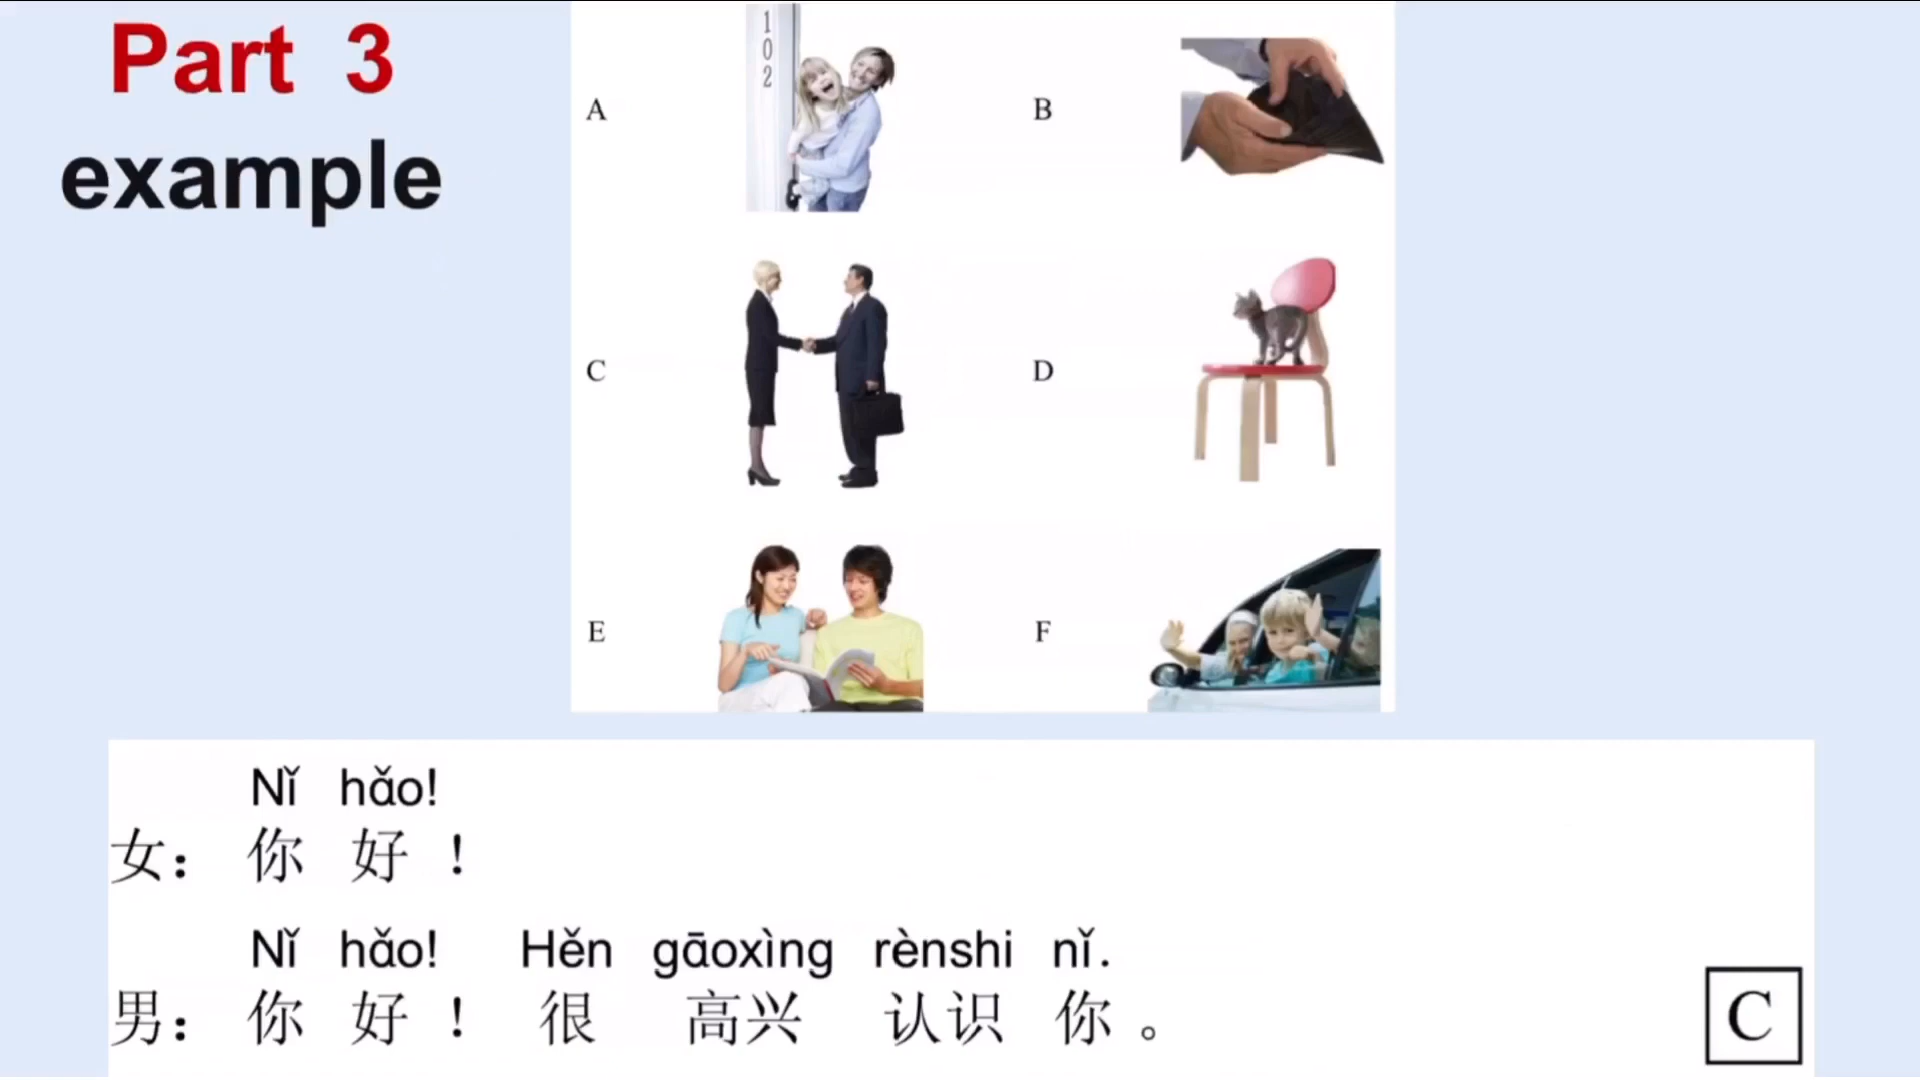 Part 3
example
102
A
B
C
D
E
F
Nǐ hǎo!
女：你 好 ！
Nǐ hǎo! Hěn gāoxìng rènshi nǐ.
男：你 好 ！ 很 高兴 认识 你 。
C